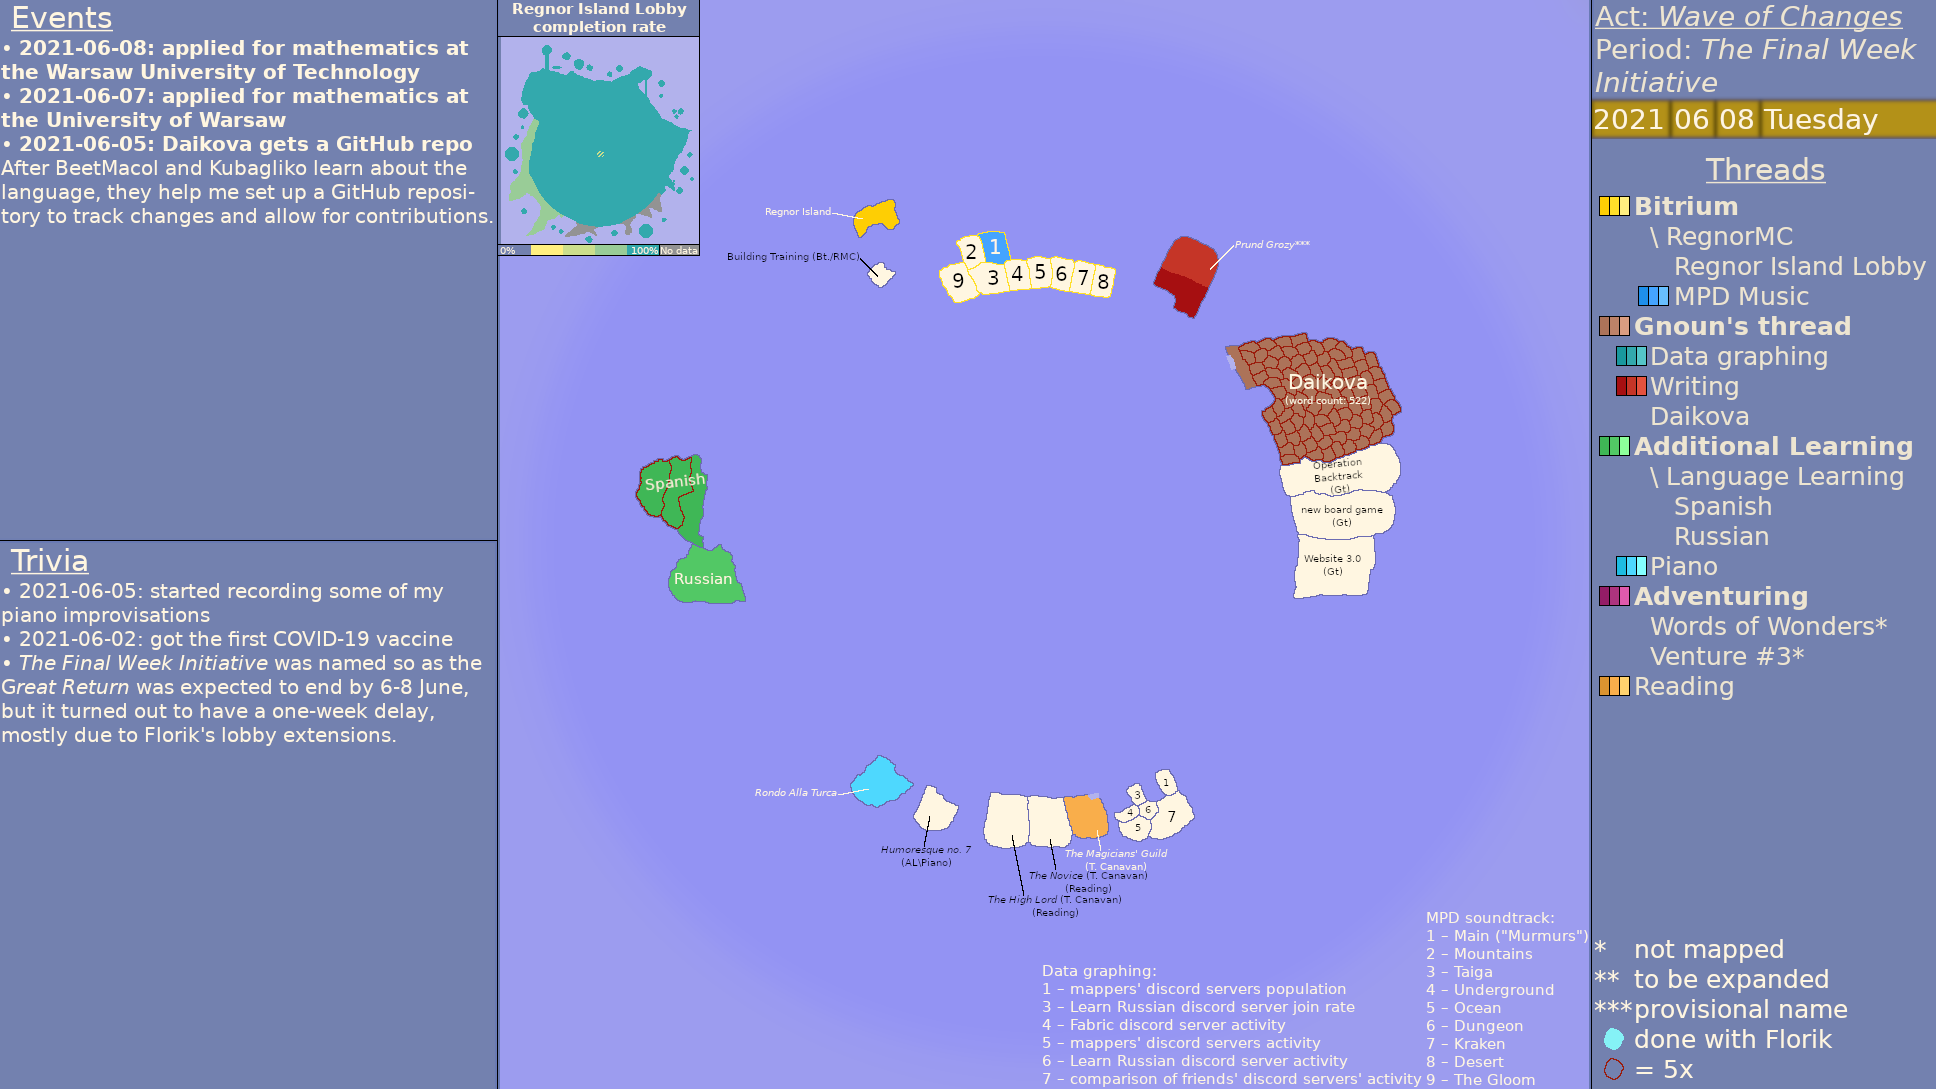 Events
• 2021-06-08: applied for mathematics at
the Warsaw University of Technology
• 2021-06-07: applied for mathematics at
the University of Warsaw
• 2021-06-05: Daikova gets a GitHub repo
After BeetMacol and Kubagliko learn about the
language, they help me set up a GitHub reposi-
tory to track changes and allow for contributions.
Trivia
• 2021-06-05: started recording some of my
piano improvisations
• 2021-06-02: got the first COVID-19 vaccine
• The Final Week Initiative was named so as the
Great Return was expected to end by 6-8 June,
but it turned out to have a one-week delay,
mostly due to Florik's lobby extensions.
Regnor Island Lobby
completion rate
0%
100%
No data
Regnor Island
Building Training (Bt./RMC)
2
1
9
3
4
5
6
7
8
Prund Grozy***
Daikova
(word count: 522)
Operation
Backtrack
(Gt)
new board game
(Gt)
Website 3.0
(Gt)
Spanish
Russian
Rondo Alla Turca
Humoresque no. 7
(AL\Piano)
The Magicians' Guild
(T. Canavan)
The Novice (T. Canavan)
(Reading)
The High Lord (T. Canavan)
(Reading)
1
3
4
6
5
7
Data graphing:
1 – mappers' discord servers population
3 – Learn Russian discord server join rate
4 – Fabric discord server activity
5 – mappers' discord servers activity
6 – Learn Russian discord server activity
7 – comparison of friends' discord servers' activity
MPD soundtrack:
1 – Main ("Murmurs")
2 – Mountains
3 – Taiga
4 – Underground
5 – Ocean
6 – Dungeon
7 – Kraken
8 – Desert
9 – The Gloom
Act: Wave of Changes
Period: The Final Week
Initiative
2021 06 08 Tuesday
Threads
Bitrium
\ RegnorMC
Regnor Island Lobby
MPD Music
Gnoun's thread
Data graphing
Writing
Daikova
Additional Learning
\ Language Learning
Spanish
Russian
Piano
Adventuring
Words of Wonders*
Venture #3*
Reading
* not mapped
** to be expanded
*** provisional name
done with Florik
= 5x